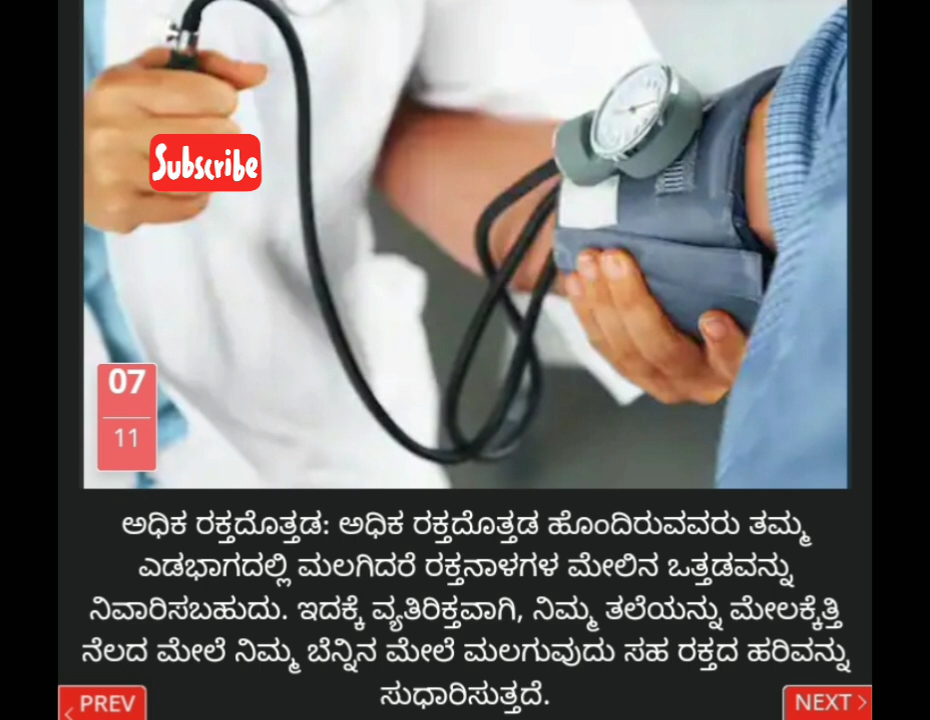 Subscribe
07
11
ಅಧಿಕ ರಕ್ತದೊತ್ತಡ: ಅಧಿಕ ರಕ್ತದೊತ್ತಡ ಹೊಂದಿರುವವರು ತಮ್ಮ
ಎಡಭಾಗದಲ್ಲಿ ಮಲಗಿದರೆ ರಕ್ತನಾಳಗಳ ಮೇಲಿನ ಒತ್ತಡವನ್ನು
ನಿವಾರಿಸಬಹುದು. ಇದಕ್ಕೆ ವ್ಯತಿರಿಕ್ತವಾಗಿ, ನಿಮ್ಮ ತಲೆಯನ್ನು ಮೇಲಕ್ಕೆತ್ತಿ
ನೆಲದ ಮೇಲೆ ನಿಮ್ಮ ಬೆನ್ನಿನ ಮೇಲೆ ಮಲಗುವುದು ಸಹ ರಕ್ತದ ಹರಿವನ್ನು
ಸುಧಾರಿಸುತ್ತದೆ.
PREV
NEXT